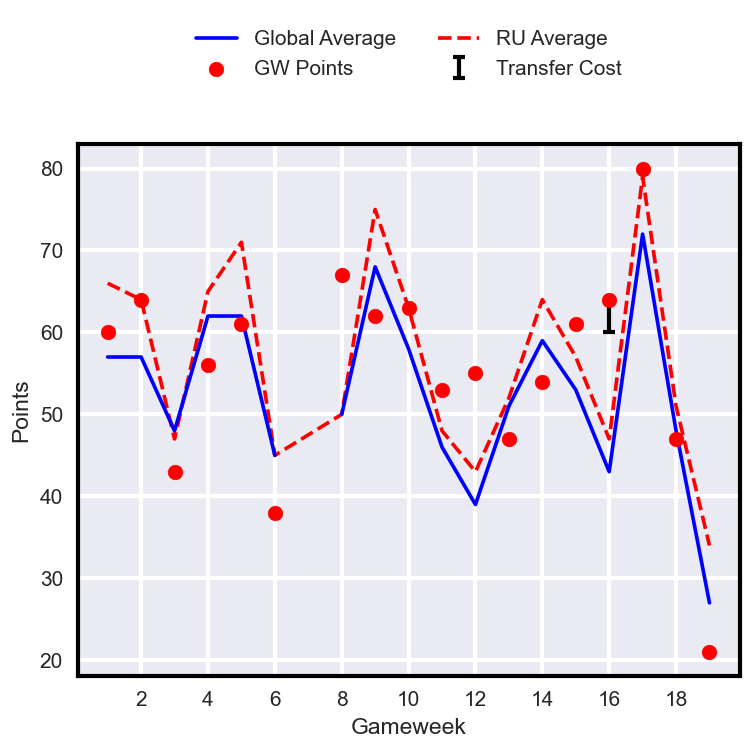 Global Average
RU Average
GW Points
Transfer Cost
80
70
60
50
40
30
20
Points
2 4 6 8 10 12 14 16 18
Gameweek